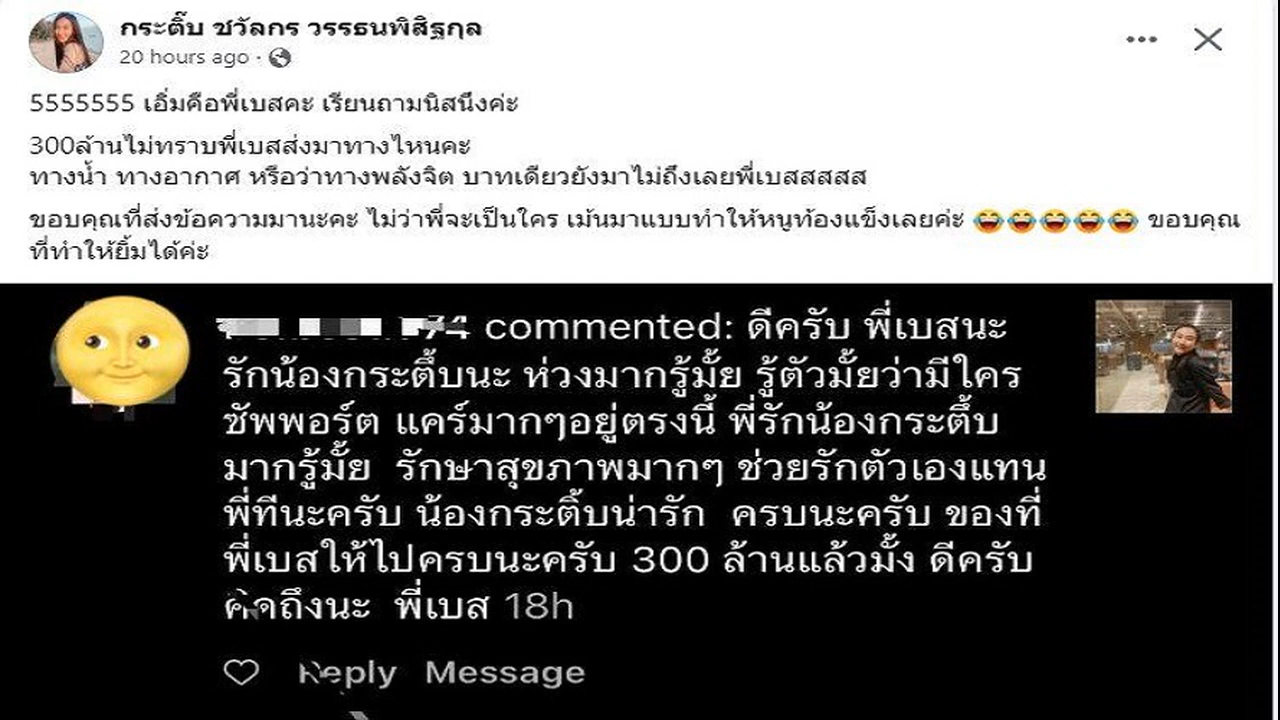 กระติ๊บ ชวัลกร วรรธนพิสิฐกุล
20 hours ago ·
5555555 เอิ่มคือพี่เบสคะ เรียนถามนิสนึงค่ะ
300ล้านไม่ทราบพี่เบสส่งมาทางไหนคะ
ทางน้ำ ทางอากาศ หรือว่าทางพลังจิต บาทเดียวยังมาไม่ถึงเลยพี่เบสสสสส
ขอบคุณที่ส่งข้อความมานะคะ ไม่ว่าพี่จะเป็นใคร เม้นมาแบบทำให้หนูท้องแข็งเลยค่ะ 😂😂😂😂😂 ขอบคุณ
ที่ทำให้ยิ้มได้ค่ะ
74 commented: ดีครับ พี่เบสนะ
รักน้องกระติ๊บนะ ห่วงมากรู้มั้ย รู้ตัวมั้ยว่ามีใคร
ซัพพอร์ต แคร์มากๆอยู่ตรงนี้ พี่รักน้องกระติ๊บ
มากรู้มั้ย รักษาสุขภาพมากๆ ช่วยรักตัวเองแทน
พี่ทีนะครับ น้องกระติ้บน่ารัก ครบนะครับ ของที่
พี่เบสให้ไปครบนะครับ 300 ล้านแล้วมั้ง ดีครับ
คิดถึงนะ พี่เบส 18h
Reply Message